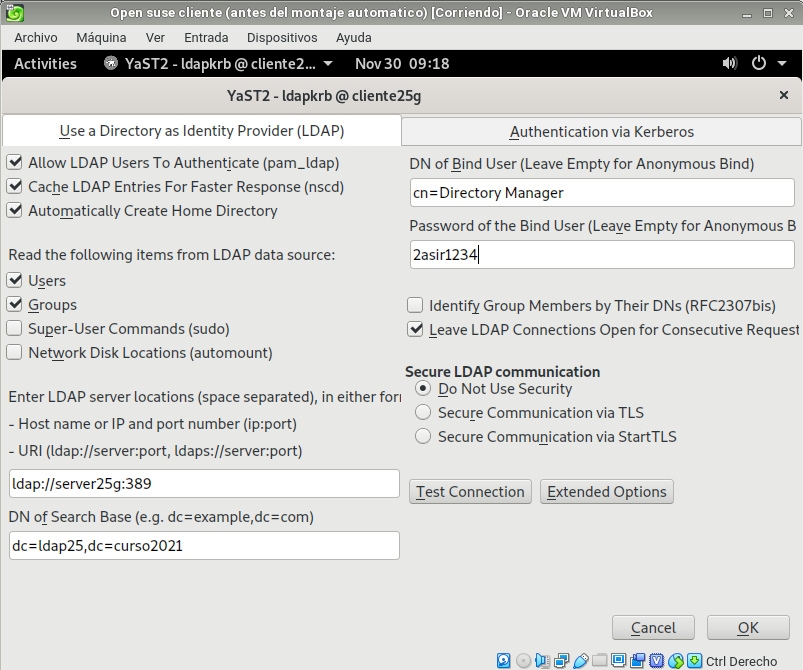 Open suse cliente (antes del montaje automatico) [Corriendo] - Oracle VM VirtualBox
Archivo Máquina Ver Entrada Dispositivos Ayuda
Activities YaST2 - ldapkrb @ cliente2... Nov 30 09:18
YaST2 - ldapkrb @ cliente25g
Use a Directory as Identity Provider (LDAP)
Authentication via Kerberos
Allow LDAP Users To Authenticate (pam_ldap)
Cache LDAP Entries For Faster Response (nscd)
Automatically Create Home Directory
Read the following items from LDAP data source:
Users
Groups
Super-User Commands (sudo)
Network Disk Locations (automount)
Enter LDAP server locations (space separated), in either for
- Host name or IP and port number (ip:port)
- URI (ldap://server:port, ldaps://server:port)
ldap://server25g:389
DN of Search Base (e.g. dc=example,dc=com)
dc=ldap25,dc=curso2021
DN of Bind User (Leave Empty for Anonymous Bind)
cn=Directory Manager
Password of the Bind User (Leave Empty for Anonymous B
2asir1234
Identify Group Members by Their DNs (RFC2307bis)
Leave LDAP Connections Open for Consecutive Request
Secure LDAP communication
Do Not Use Security
Secure Communication via TLS
Secure Communication via StartTLS
Test Connection Extended Options
Cancel OK
Ctrl Derecho